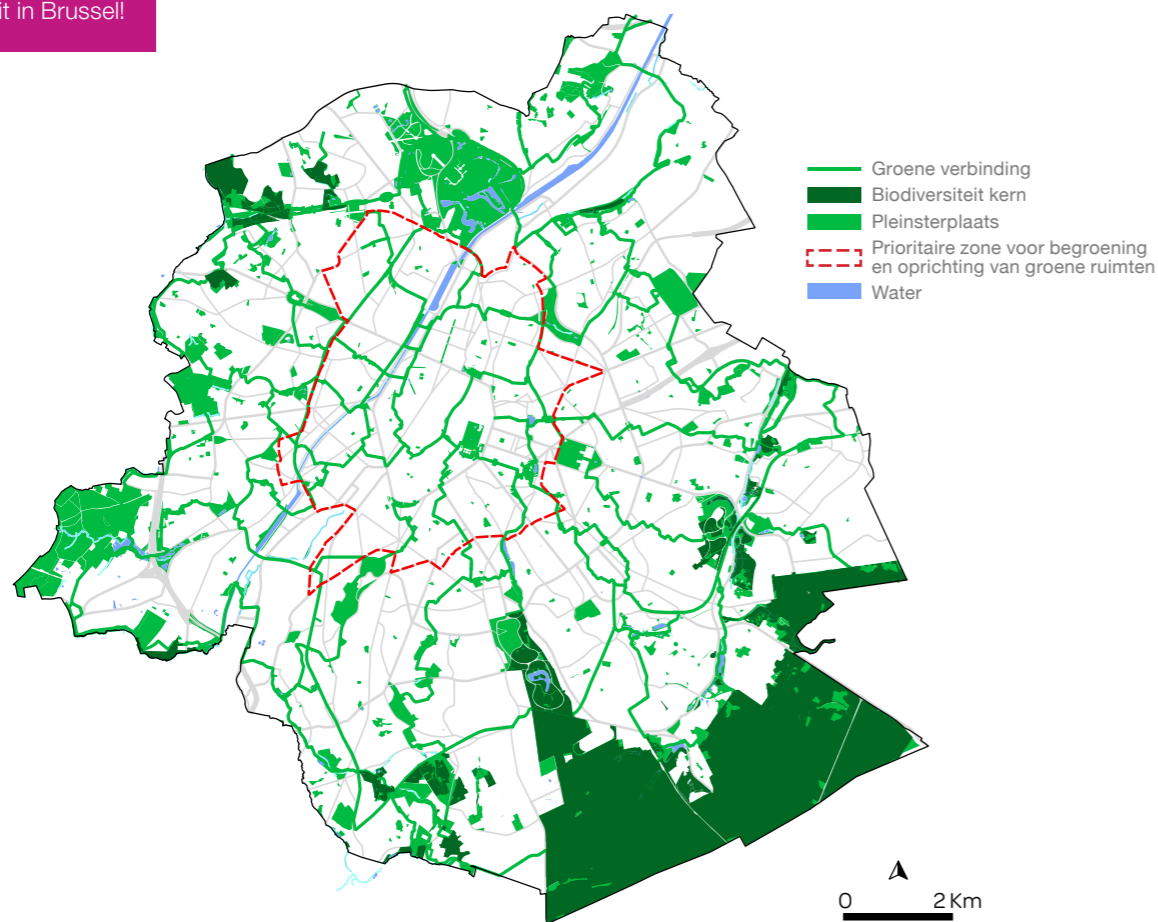 it in Brussel!
Groene verbinding
Biodiversiteit kern
Pleinsterplaats
Prioritaire zone voor begroening
en oprichting van groene ruimten
Water
0 2 Km